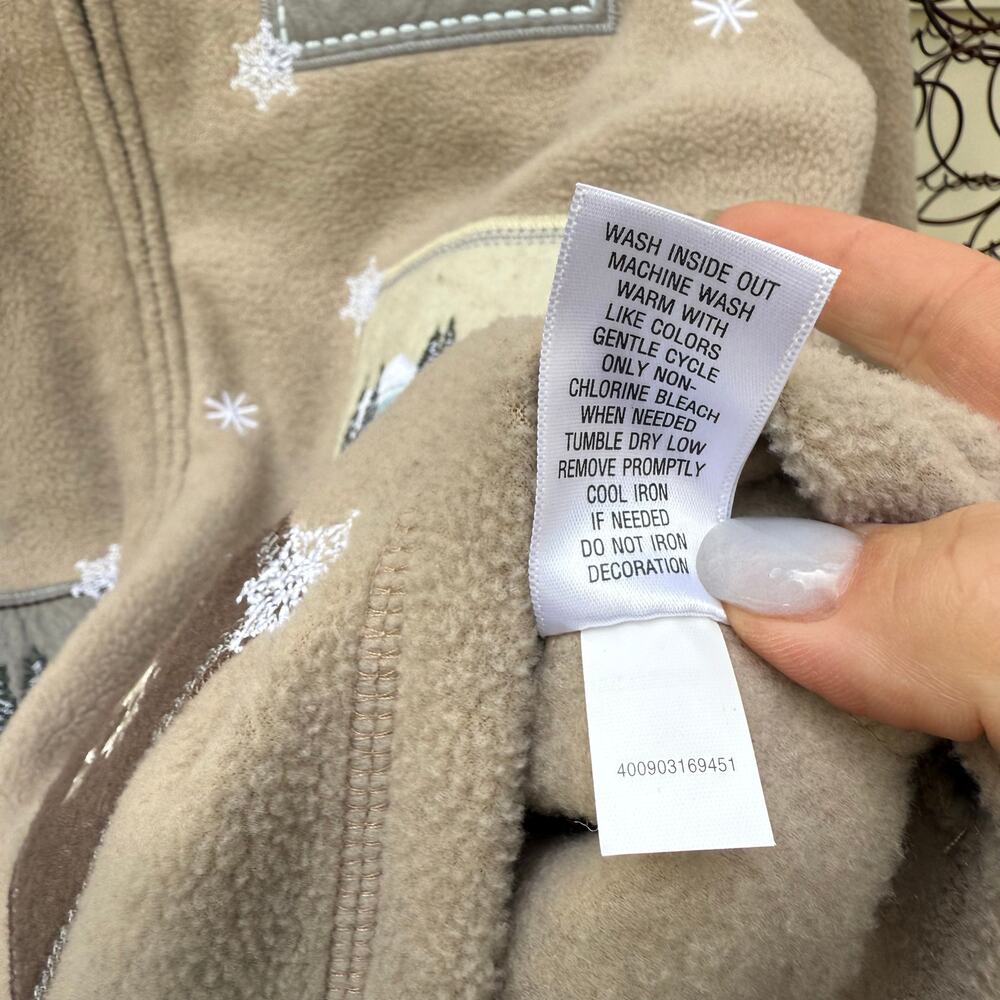 WASH INSIDE OUT
MACHINE WASH
WARM WITH
LIKE COLORS
GENTLE CYCLE
ONLY NON-
CHLORINE BLEACH
WHEN NEEDED
TUMBLE DRY LOW
REMOVE PROMPTLY
COOL IRON
IF NEEDED
DO NOT IRON
DECORATION
400903169451